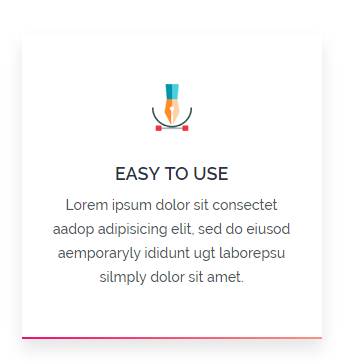 EASY TO USE
Lorem ipsum dolor sit consectet
aadop adipisicing elit, sed do eiusod
aemporaryly ididunt ugt laborepsu
silmply dolor sit amet.